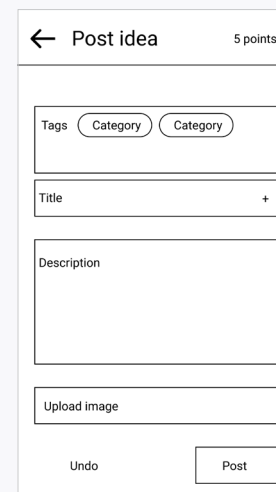 Post idea 5 points
Tags Category Category
Title +
Description
Upload image
Undo Post